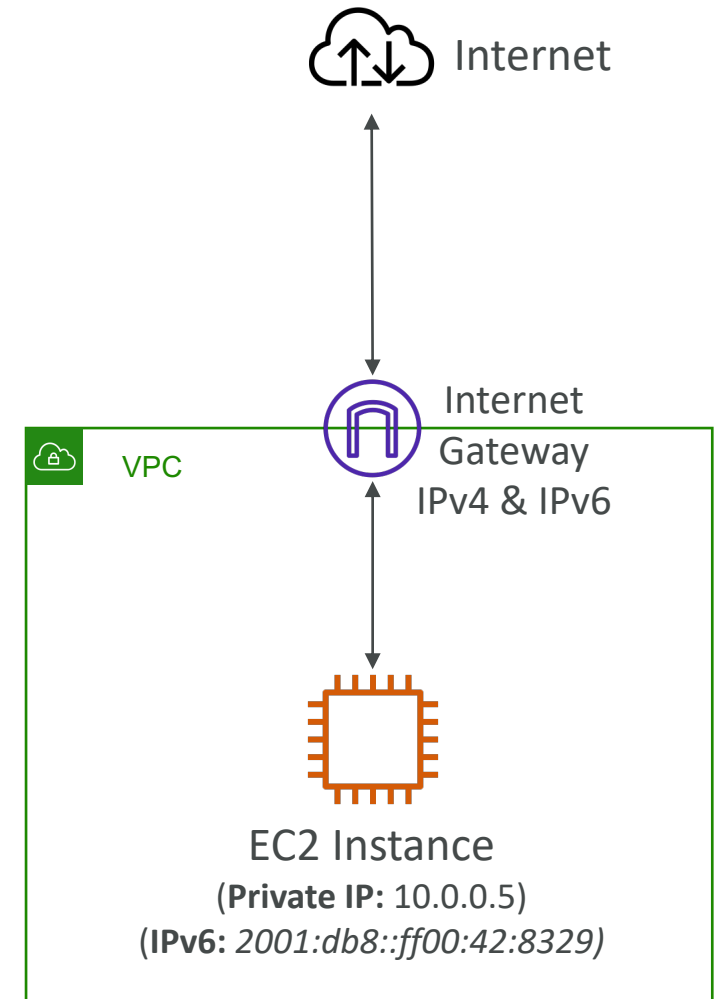 Internet
Internet
Gateway
IPv4 & IPv6
VPC
EC2 Instance
(Private IP: 10.0.0.5)
(IPv6: 2001:db8::ff00:42:8329)